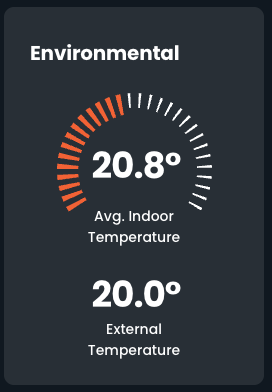 Environmental
20.8°
Avg. Indoor
Temperature
20.0°
External
Temperature